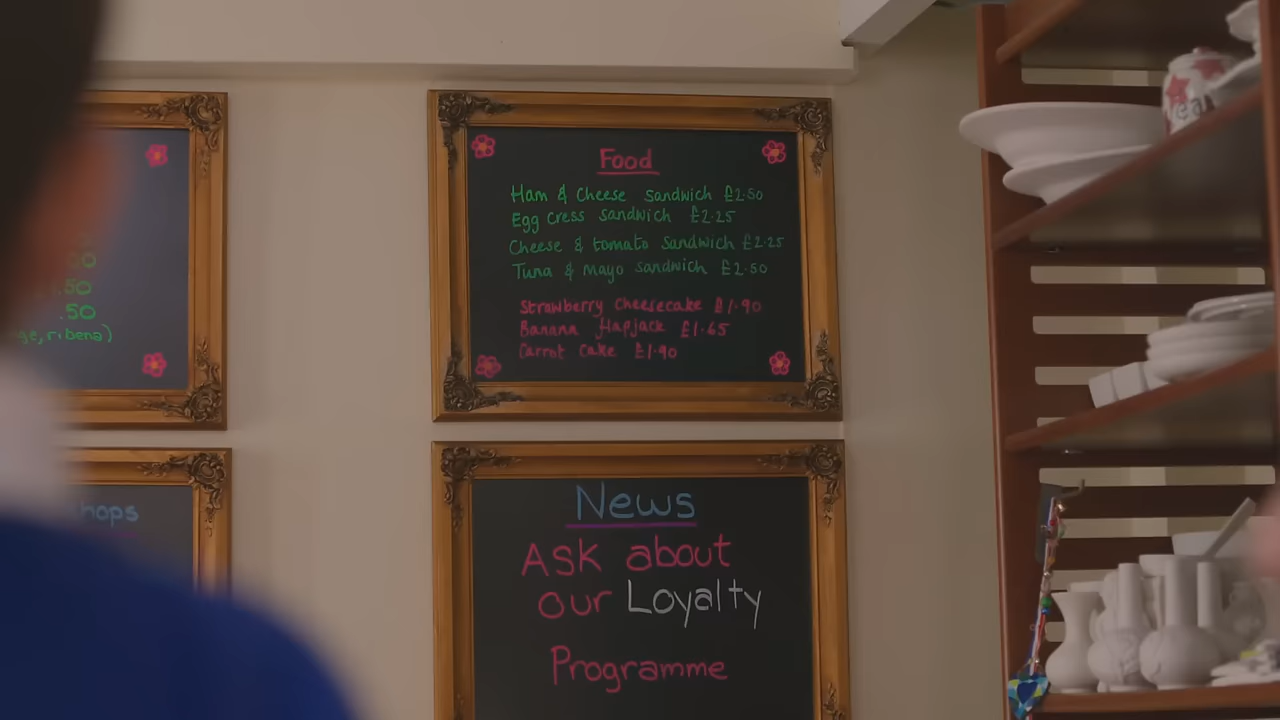 .50
.50
ge, ribena)
hops
Food
Ham & Cheese sandwich £2.50
Egg cress sandwich £2.25
Cheese & tomato sandwich £2.25
Tuna & Mayo sandwich £2.50
Strawberry Cheesecake £1.90
Banana flapjack £1.65
Carrot Cake £1.90
News
Ask about
our Loyalty
Programme